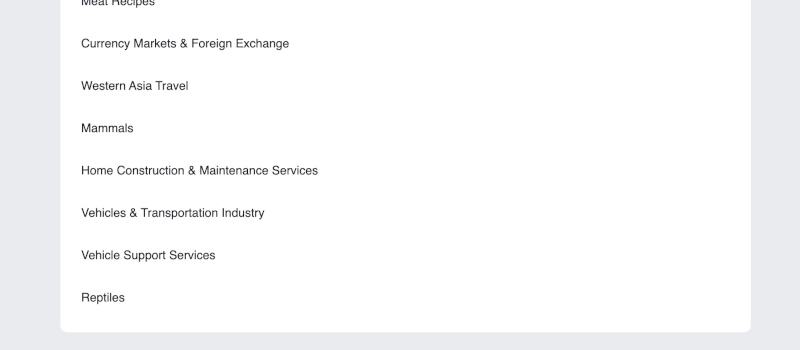 Meat Recipes
Currency Markets & Foreign Exchange
Western Asia Travel
Mammals
Home Construction & Maintenance Services
Vehicles & Transportation Industry
Vehicle Support Services
Reptiles